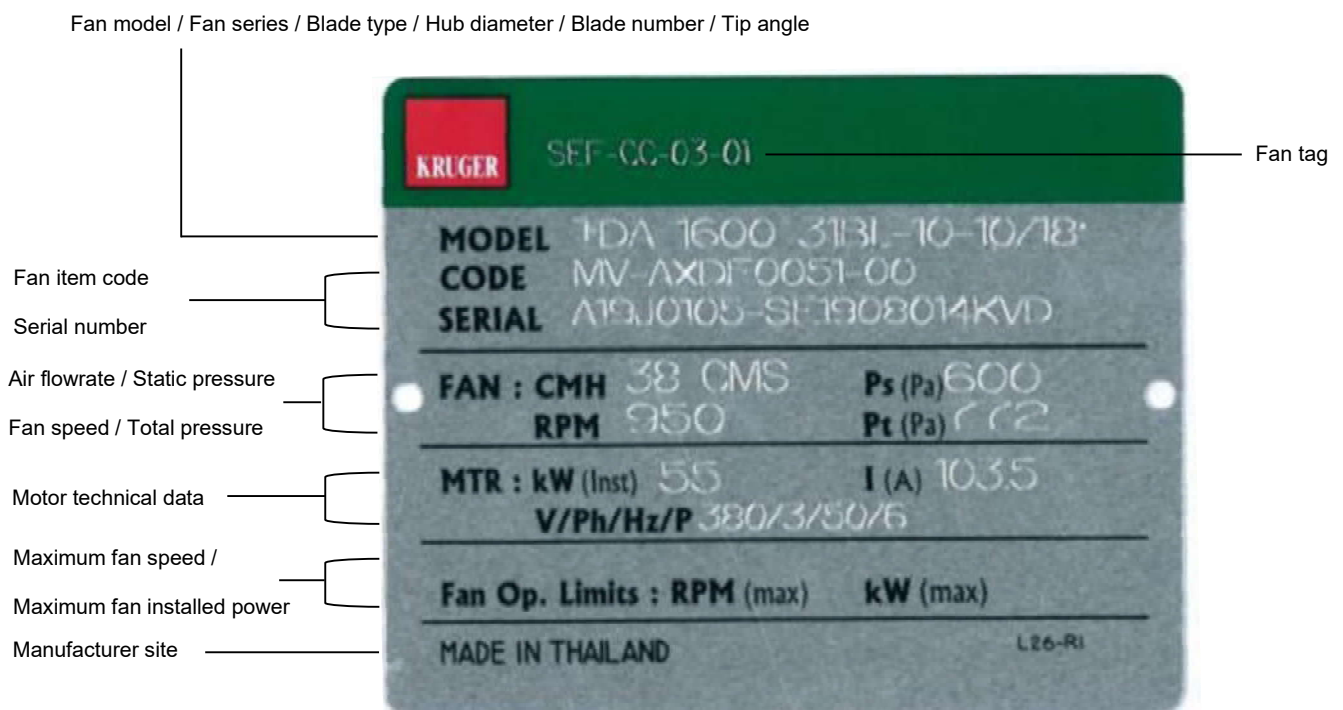 Fan model / Fan series / Blade type / Hub diameter / Blade number / Tip angle
KRUGER
SEF-CC-03-01
Fan tag
MODEL TDA 1600 31BL-10-10/18°
Fan item code
CODE MV-AXDF0051-00
Serial number
SERIAL
Air flowrate / Static pressure
FAN : CMH 38 CMS Ps (Pa) 600
Fan speed / Total pressure
RPM 950 Pt (Pa) 772
Motor technical data
MTR : kW (Inst) 55 I (A) 103.5
V/Ph/Hz/P 380/3/50/6
Maximum fan speed /
Maximum fan installed power
Fan Op. Limits : RPM (max) kW (max)
Manufacturer site
MADE IN THAILAND
L26-R1